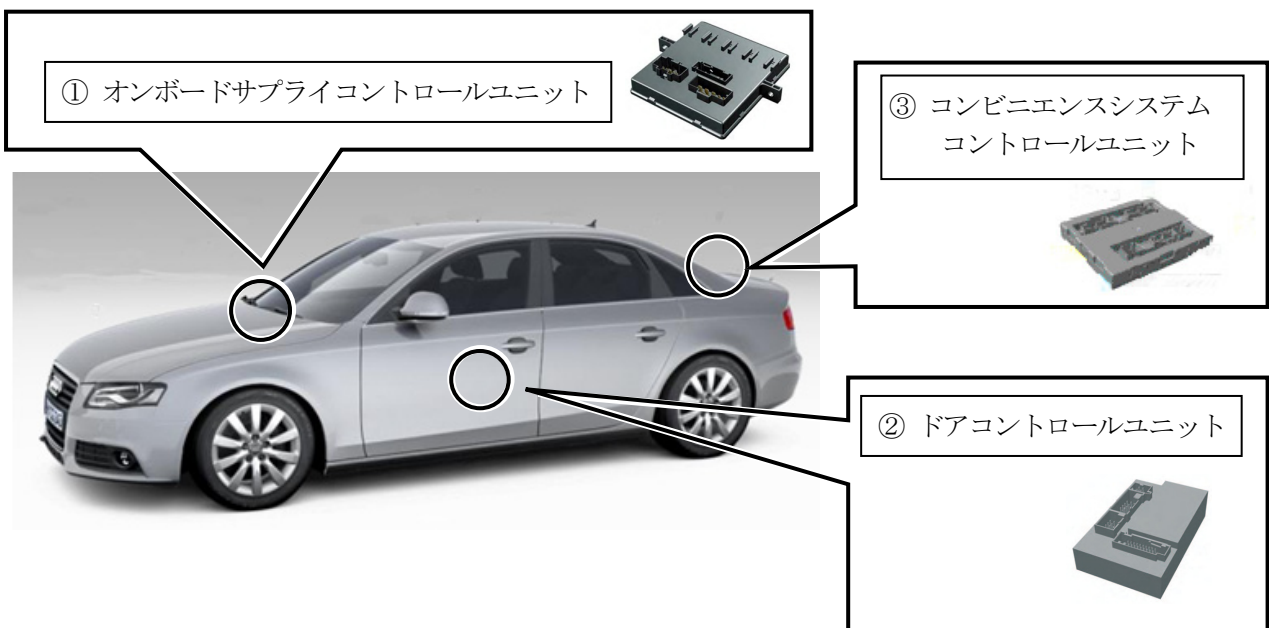 ① オンボードサプライコントロールユニット
③ コンビニエンスシステム
コントロールユニット
② ドアコントロールユニット